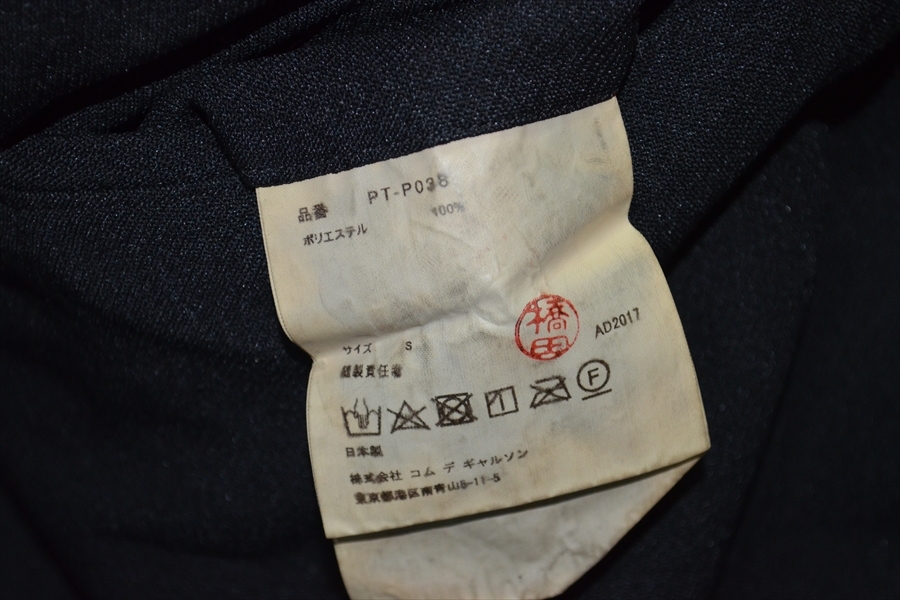 品番 PT-P038
ポリエステル 100%
サイズ S
縫製責任者
橋田
AD2017
F
日本製
株式会社 コム デ ギャルソン
東京都港区南青山5-11-5